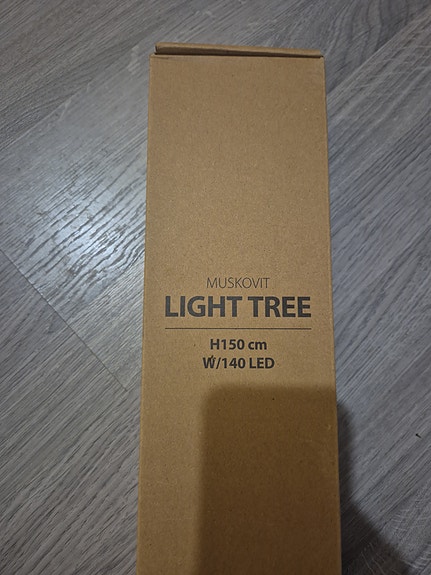 MUSKOVIT
LIGHT TREE
H150 cm
W/140 LED